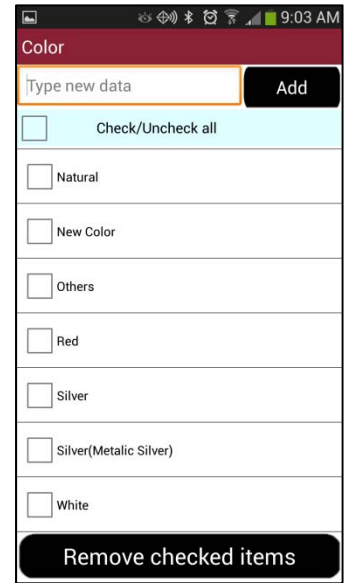 9:03 AM
Color
Type new data
Add
Check/Uncheck all
Natural
New Color
Others
Red
Silver
Silver(Metalic Silver)
White
Remove checked items